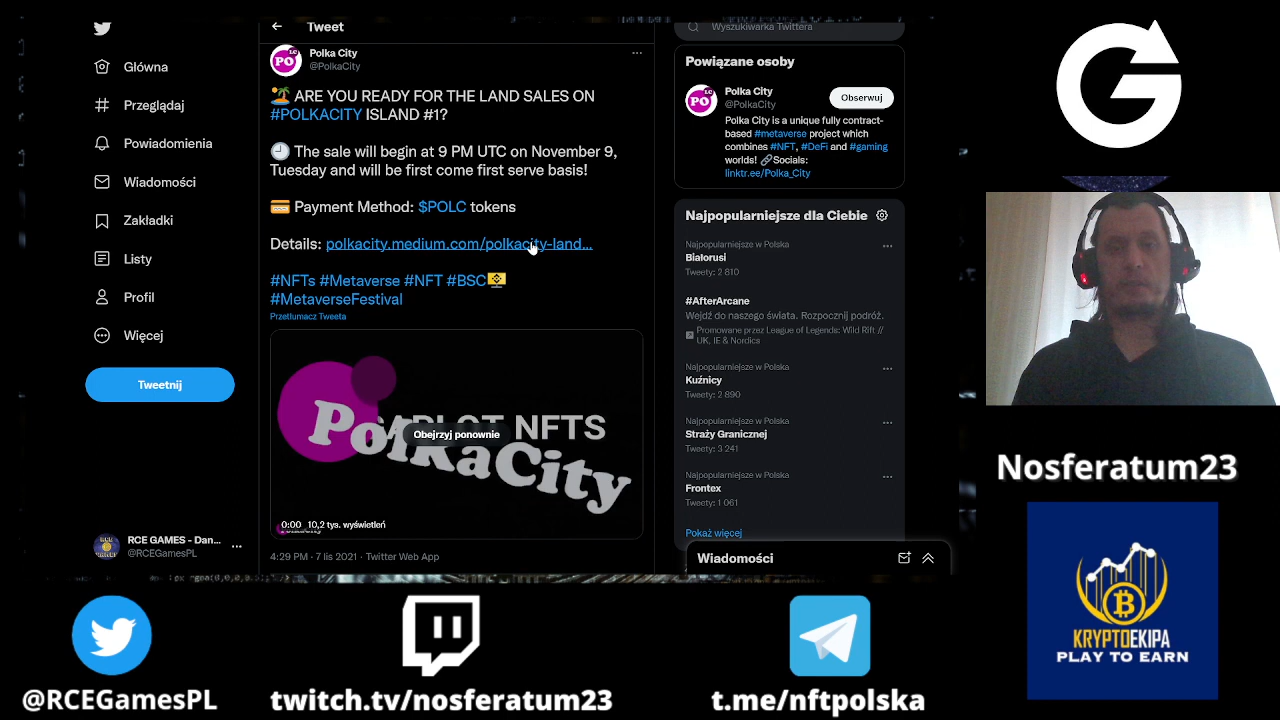 Tweet
Wyszukiwarka Twittera
Główna
Przeglądaj
Powiadomienia
Wiadomości
Zakładki
Listy
Profil
Więcej
Tweetnij
RCE GAMES - Dan...
@RCEGamesPL
Polka City
@PolkaCity
🏝️ ARE YOU READY FOR THE LAND SALES ON
#POLKACITY ISLAND #1?
🕘 The sale will begin at 9 PM UTC on November 9,
Tuesday and will be first come first serve basis!
💳 Payment Method: $POLC tokens
Details: polkacity.medium.com/polkacity-land...
#NFTs #Metaverse #NFT #BSC
#MetaverseFestival
Przetłumacz Tweeta
NFTS
Obejrzyj ponownie
PolkaCity
0:00 10,2 tys. wyświetleń
4:29 PM · 7 lis 2021 · Twitter Web App
Powiązane osoby
Polka City
@PolkaCity
Obserwuj
Polka City is a unique fully contract-
based #metaverse project which
combines #NFT, #DeFi and #gaming
worlds! 🔗Socials:
linktr.ee/Polka_City
Najpopularniejsze dla Ciebie
Najpopularniejsze w Polska
Białorusi
Tweety: 2 810
#AfterArcane
Wejdź do naszego świata. Rozpocznij podróż.
Promowane przez League of Legends: Wild Rift //
UK, IE & Nordics
Najpopularniejsze w Polska
Kuźnicy
Tweety: 2 890
Najpopularniejsze w Polska
Straży Granicznej
Tweety: 3 241
Najpopularniejsze w Polska
Frontex
Tweety: 1 061
Pokaż więcej
Wiadomości
Nosferatum23
KRYPTOEKIPA
PLAY TO EARN
@RCEGamesPL
twitch.tv/nosferatum23
t.me/nftpolska